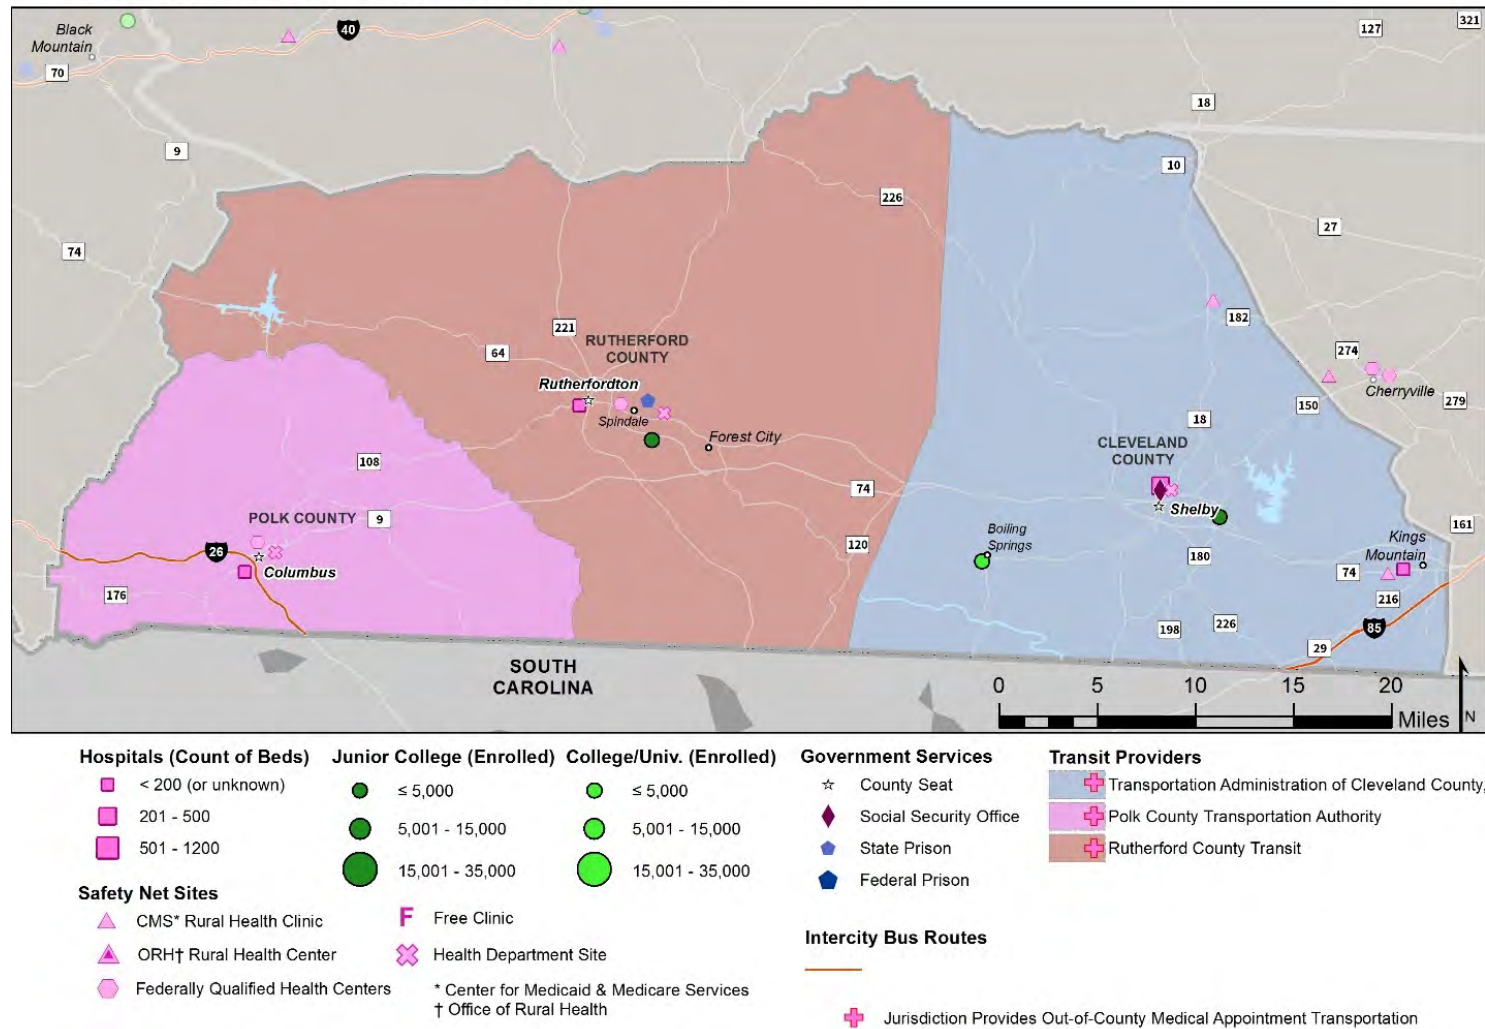 Black
Mountain
40
127
321
70
18
9
10
226
27
74
182
221
RUTHERFORD
COUNTY
64
274
Rutherfordton
Cherryville
150
279
Spindale
18
Forest City
CLEVELAND
COUNTY
108
74
Shelby
POLK COUNTY
9
161
Boiling
Springs
Kings
Mountain
120
26
180
Columbus
74
176
216
198
226
85
29
SOUTH
CAROLINA
0 5 10 15 20
Miles
N
Hospitals (Count of Beds)
< 200 (or unknown)
201 - 500
501 - 1200
Junior College (Enrolled)
≤ 5,000
5,001 - 15,000
15,001 - 35,000
College/Univ. (Enrolled)
≤ 5,000
5,001 - 15,000
15,001 - 35,000
Government Services
County Seat
Social Security Office
State Prison
Federal Prison
Transit Providers
Transportation Administration of Cleveland County,
Polk County Transportation Authority
Rutherford County Transit
Safety Net Sites
CMS* Rural Health Clinic
ORH† Rural Health Center
Federally Qualified Health Centers
F Free Clinic
Health Department Site
* Center for Medicaid & Medicare Services
† Office of Rural Health
Intercity Bus Routes
Jurisdiction Provides Out-of-County Medical Appointment Transportation